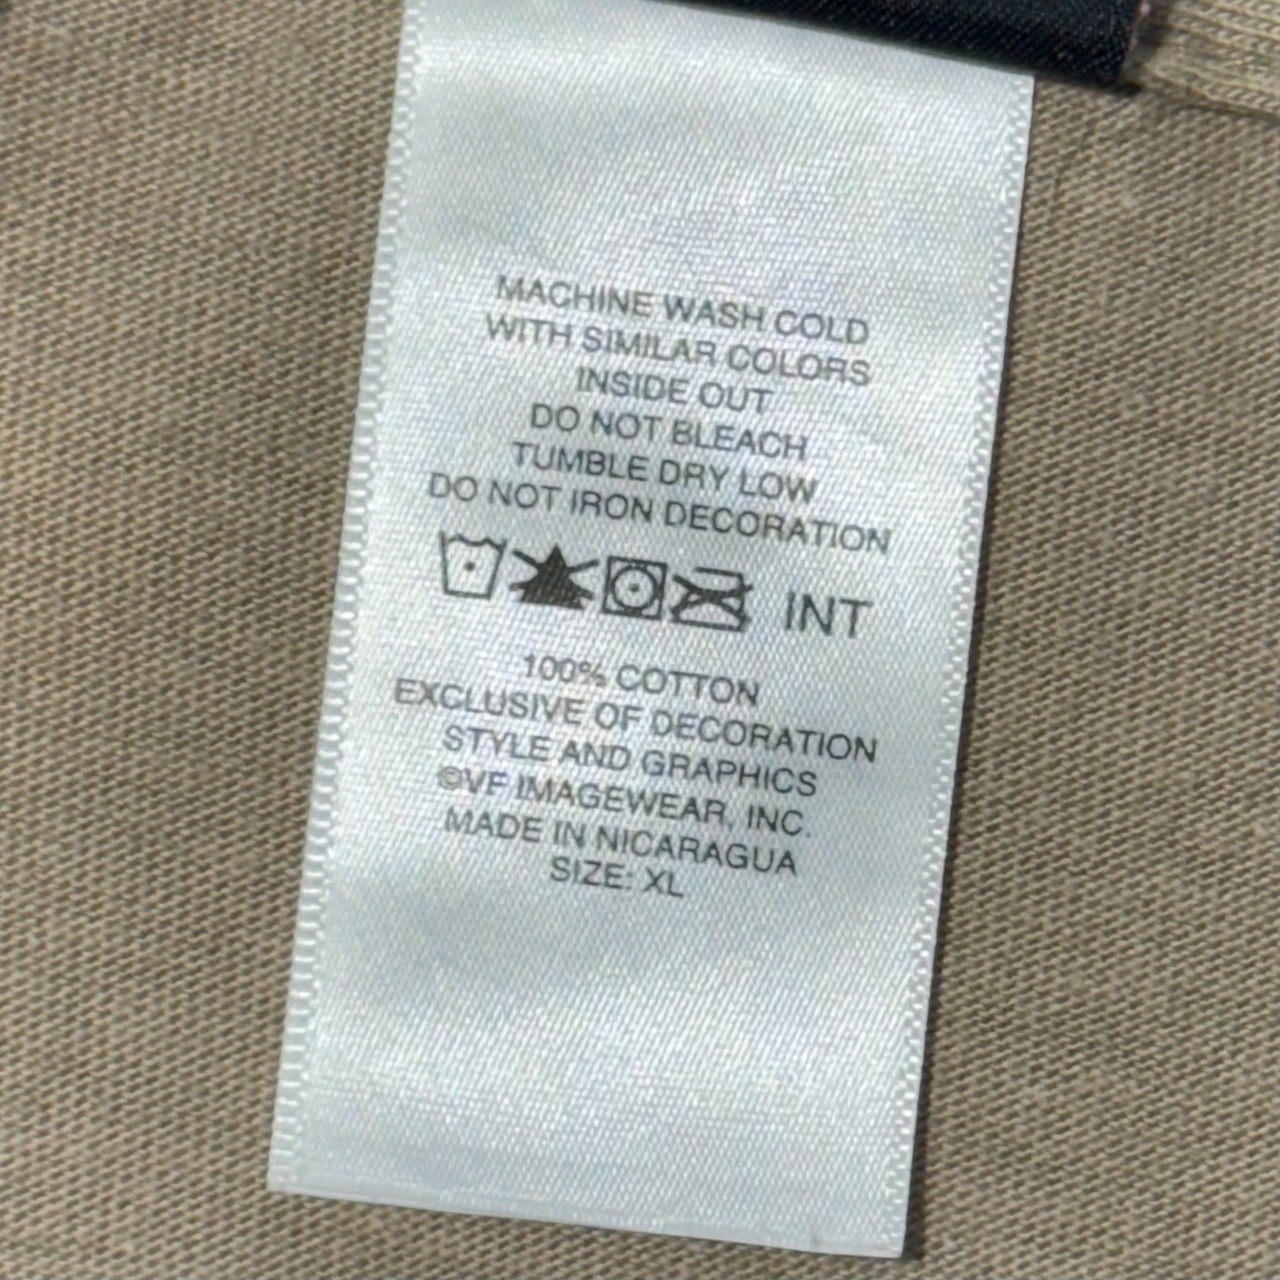 MACHINE WASH COLD
WITH SIMILAR COLORS
INSIDE OUT
DO NOT BLEACH
TUMBLE DRY LOW
DO NOT IRON DECORATION
INT
100% COTTON
EXCLUSIVE OF DECORATION
STYLE AND GRAPHICS
©VF IMAGEWEAR, INC.
MADE IN NICARAGUA
SIZE: XL